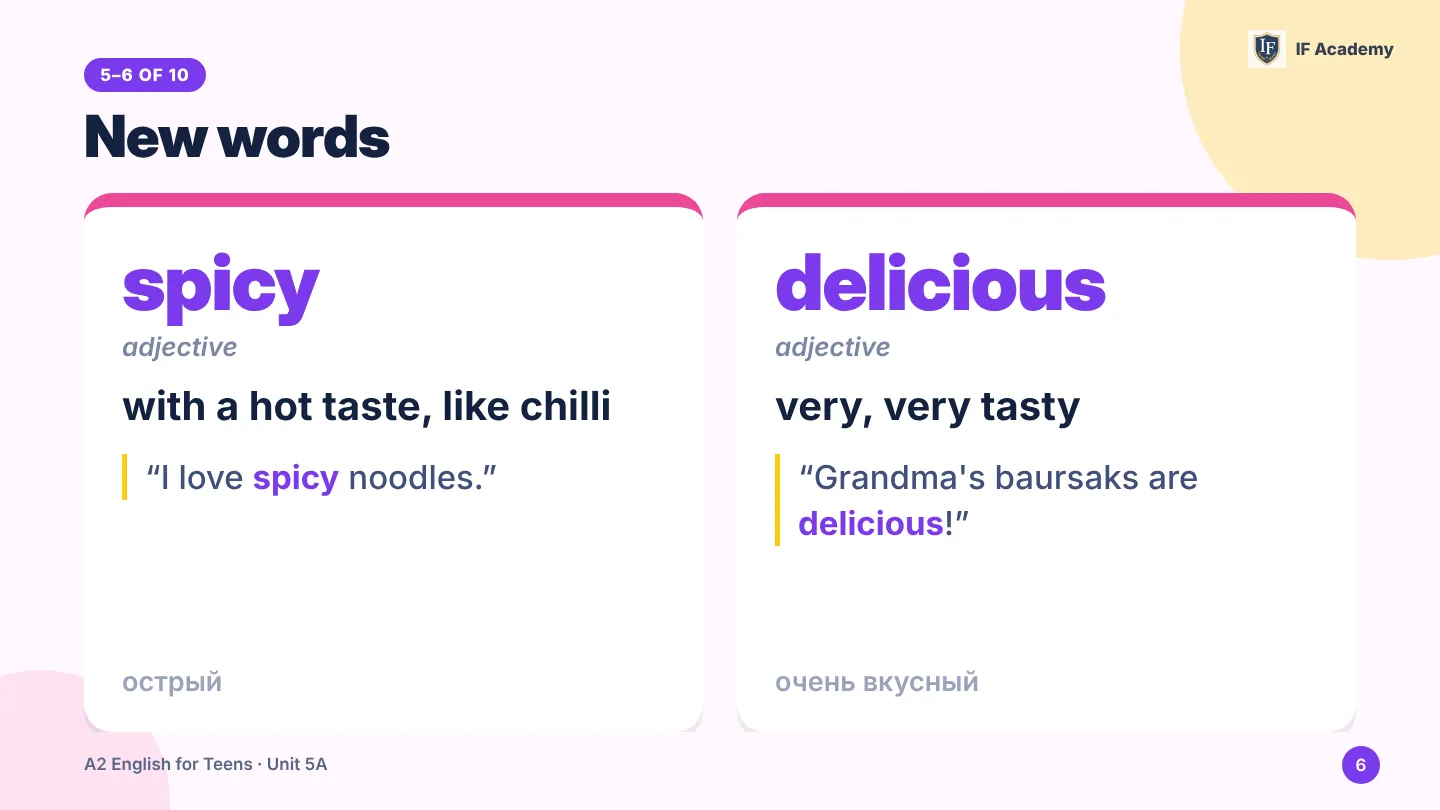 IF
IF Academy
5–6 OF 10
New words
spicy
adjective
with a hot taste, like chilli
“I love spicy noodles.”
острый
delicious
adjective
very, very tasty
“Grandma's baursaks are
delicious!”
очень вкусный
A2 English for Teens · Unit 5A
6